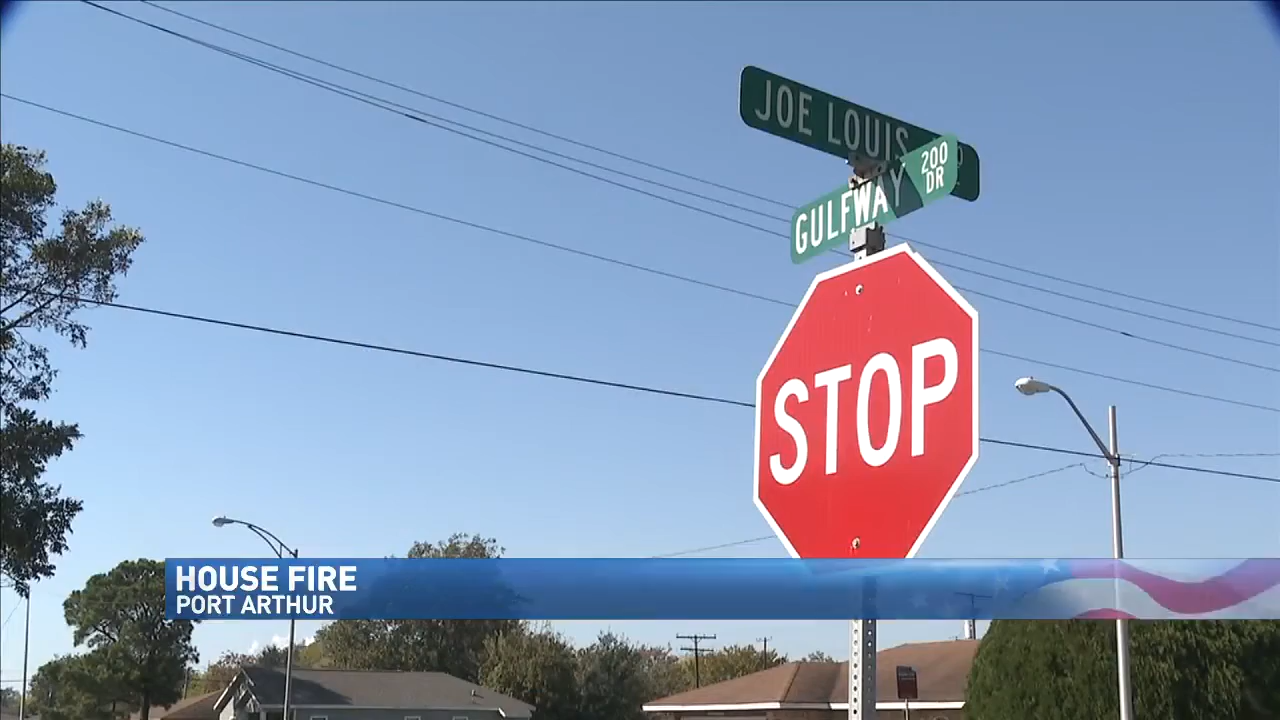 JOE LOUIS
GULFWAY 200 DR
STOP
HOUSE FIRE
PORT ARTHUR